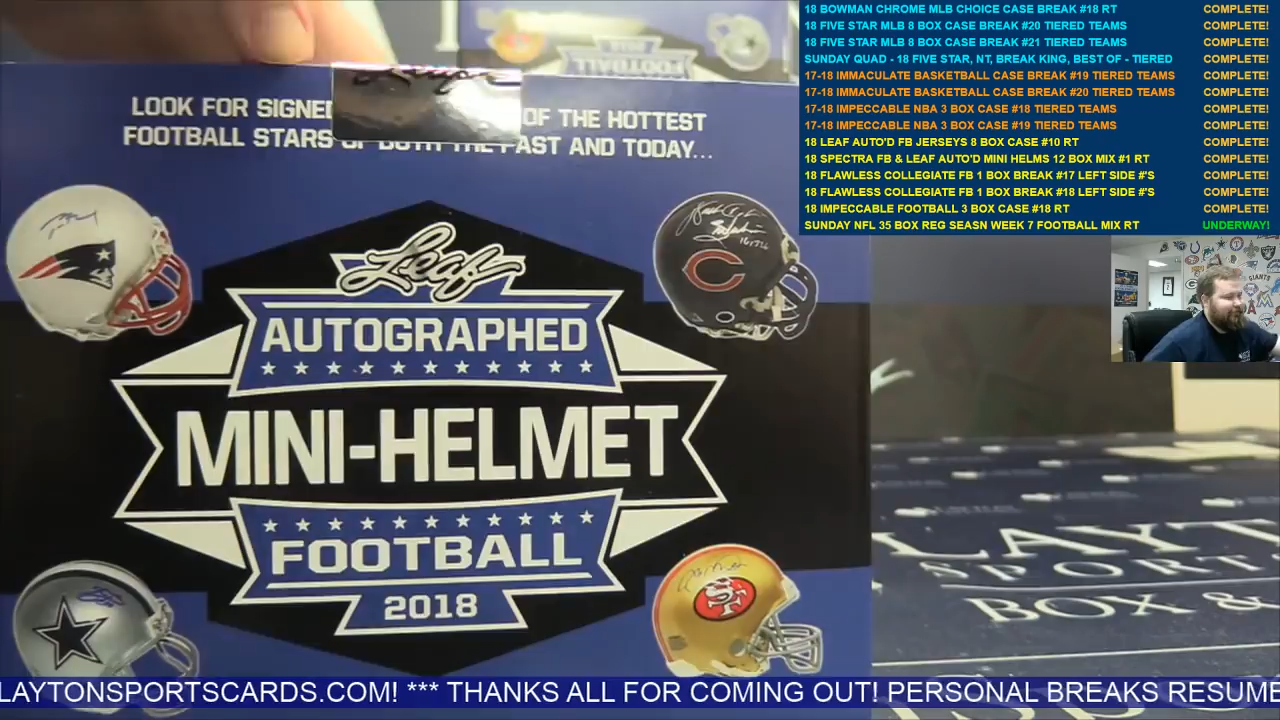 LOOK FOR SIGNED OF THE HOTTEST
FOOTBALL STARS OF BOTH THE PAST AND TODAY...
Leaf
AUTOGRAPHED
MINI-HELMET
FOOTBALL
2018
18 BOWMAN CHROME MLB CHOICE CASE BREAK #18 RT COMPLETE!
18 FIVE STAR MLB 8 BOX CASE BREAK #20 TIERED TEAMS COMPLETE!
18 FIVE STAR MLB 8 BOX CASE BREAK #21 TIERED TEAMS COMPLETE!
SUNDAY QUAD - 18 FIVE STAR, NT, BREAK KING, BEST OF - TIERED COMPLETE!
17-18 IMMACULATE BASKETBALL CASE BREAK #19 TIERED TEAMS COMPLETE!
17-18 IMMACULATE BASKETBALL CASE BREAK #20 TIERED TEAMS COMPLETE!
17-18 IMPECCABLE NBA 3 BOX CASE #18 TIERED TEAMS COMPLETE!
17-18 IMPECCABLE NBA 3 BOX CASE #19 TIERED TEAMS COMPLETE!
18 LEAF AUTO'D FB JERSEYS 8 BOX CASE #10 RT COMPLETE!
18 SPECTRA FB & LEAF AUTO'D MINI HELMS 12 BOX MIX #1 RT COMPLETE!
18 FLAWLESS COLLEGIATE FB 1 BOX BREAK #17 LEFT SIDE #'S COMPLETE!
18 FLAWLESS COLLEGIATE FB 1 BOX BREAK #18 LEFT SIDE #'S COMPLETE!
18 IMPECCABLE FOOTBALL 3 BOX CASE #18 RT COMPLETE!
SUNDAY NFL 35 BOX REG SEASN WEEK 7 FOOTBALL MIX RT UNDERWAY!
LAYT
SPORT
BOX &
LAYTONSPORTSCARDS.COM! *** THANKS ALL FOR COMING OUT! PERSONAL BREAKS RESUME